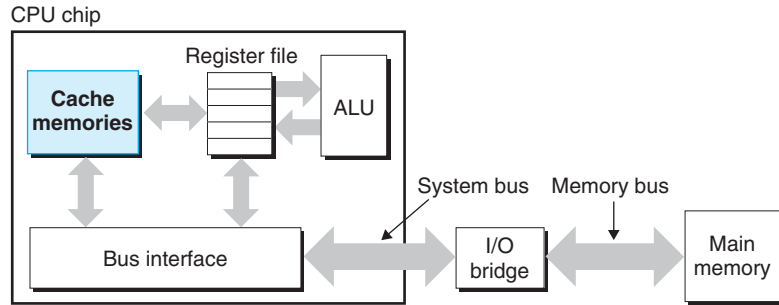 CPU chip
Register file
Cache
memories
ALU
System bus
Memory bus
Bus interface
I/O
bridge
Main
memory